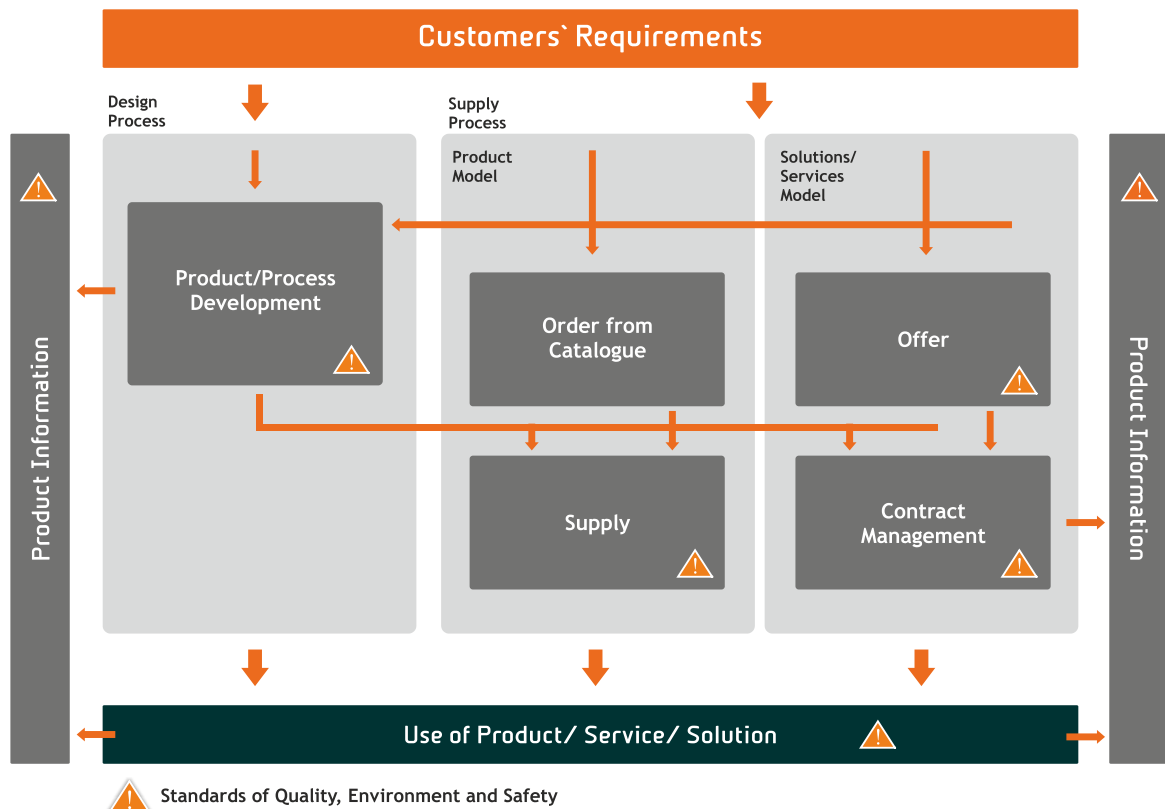 Customers` Requirements
Design
Process
Supply
Process
Product
Model
Solutions/
Services
Model
Product/Process
Development
Order from
Catalogue
Offer
Supply
Contract
Management
Product Information
Product Information
Use of Product/ Service/ Solution
Standards of Quality, Environment and Safety